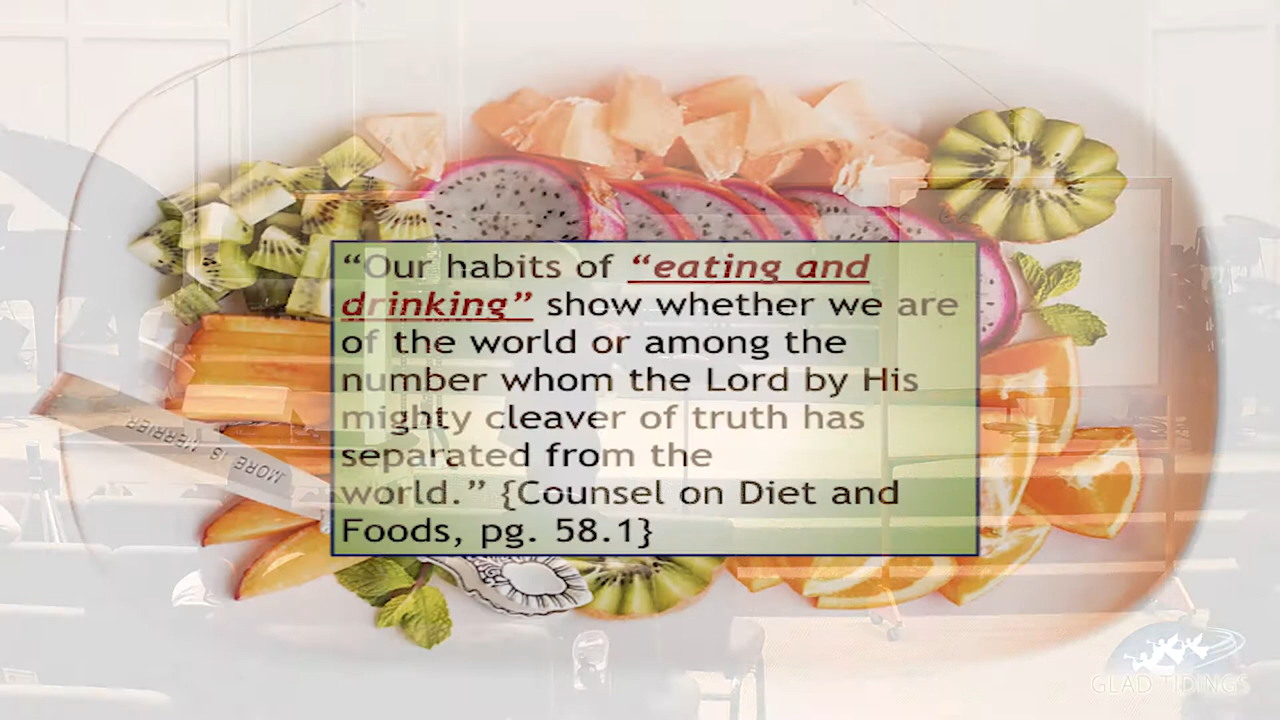 “Our habits of “eating and
drinking” show whether we are
of the world or among the
number whom the Lord by His
mighty cleaver of truth has
separated from the
world.” {Counsel on Diet and
Foods, pg. 58.1}
MORE IS MERRIER
GLAD TIDINGS